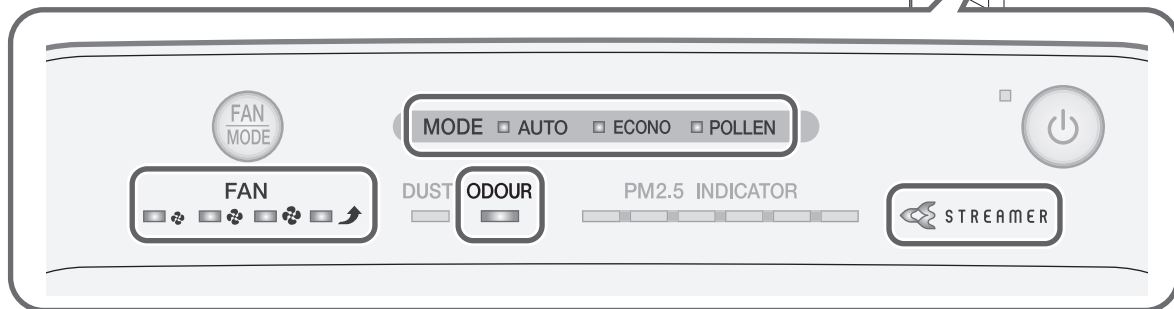 FAN
MODE
MODE AUTO ECONO POLLEN
FAN
DUST
ODOUR
PM2.5 INDICATOR
STREAMER